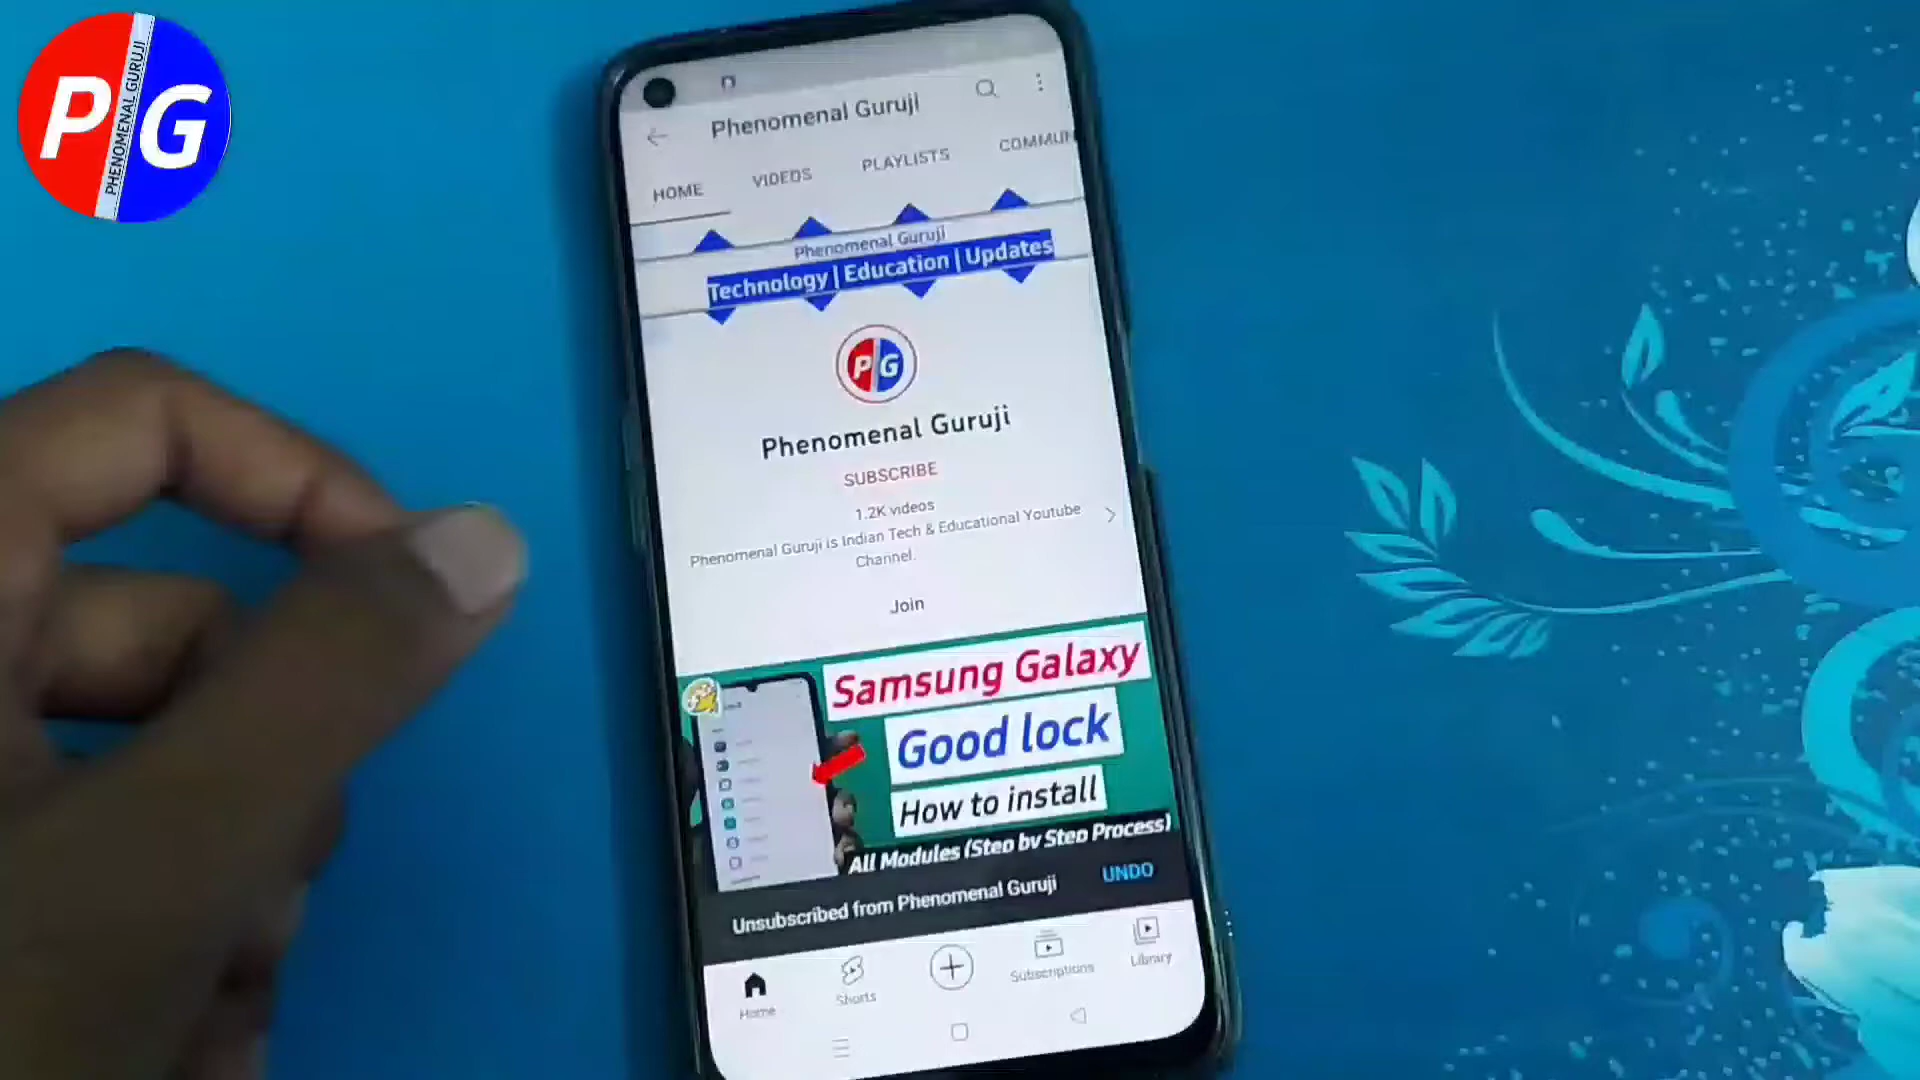 PG
PHENOMENAL GURUJI
Phenomenal Guruji
HOME VIDEOS PLAYLISTS COMMUN
Phenomenal Guruji
Technology | Education | Updates
PG
Phenomenal Guruji
SUBSCRIBE
1.2K videos
Phenomenal Guruji is Indian Tech & Educational Youtube
Channel.
Join
Samsung Galaxy
Good lock
How to install
All Modules (Step by Step Process)
Unsubscribed from Phenomenal Guruji UNDO
Home Shorts Subscriptions Library